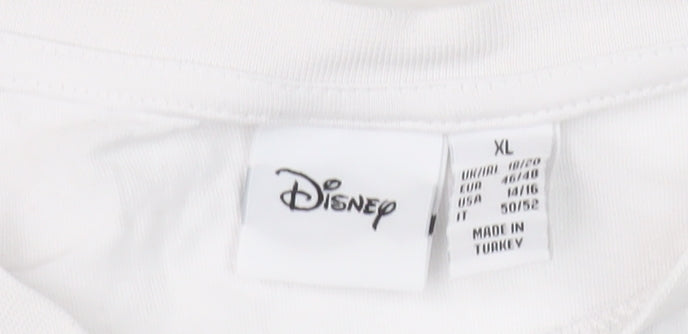 Disney
XL
UK/IRL 18/20
EUR 46/48
USA 14/16
IT 50/52
MADE IN
TURKEY